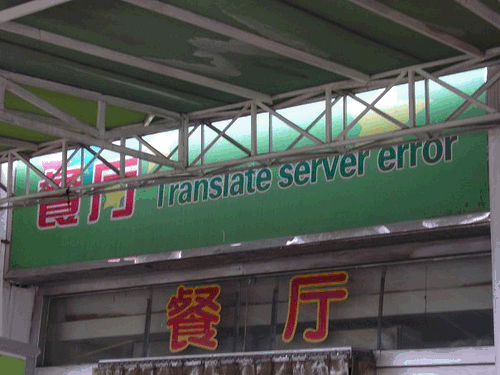 餐厅 Translate server error
餐厅